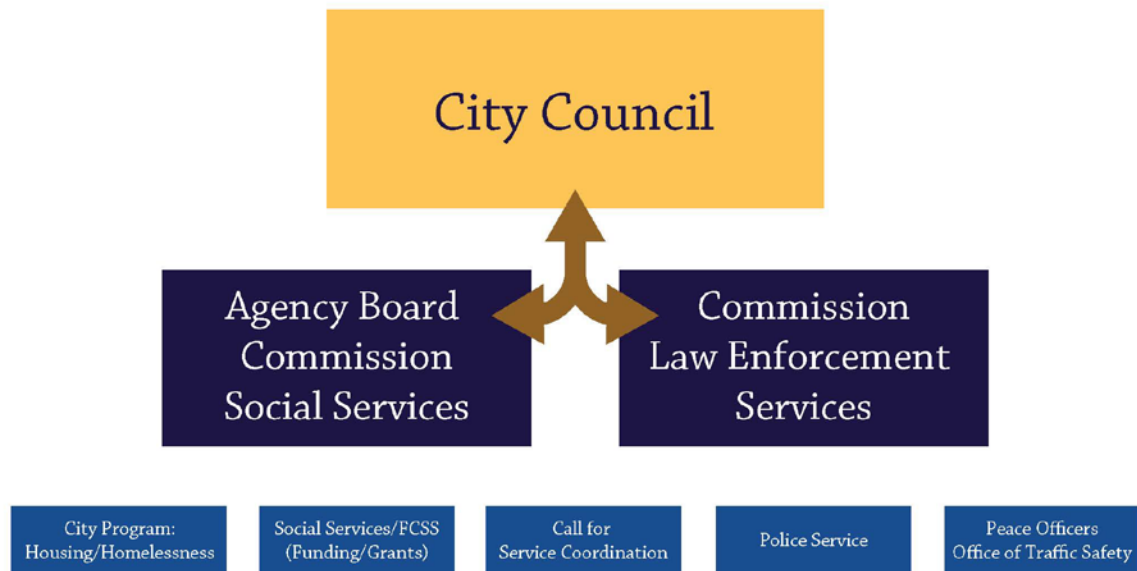 City Council
Agency Board
Commission
Social Services
Commission
Law Enforcement
Services
City Program:
Housing/Homelessness
Social Services/FCSS
(Funding/Grants)
Call for
Service Coordination
Police Service
Peace Officers
Office of Traffic Safety